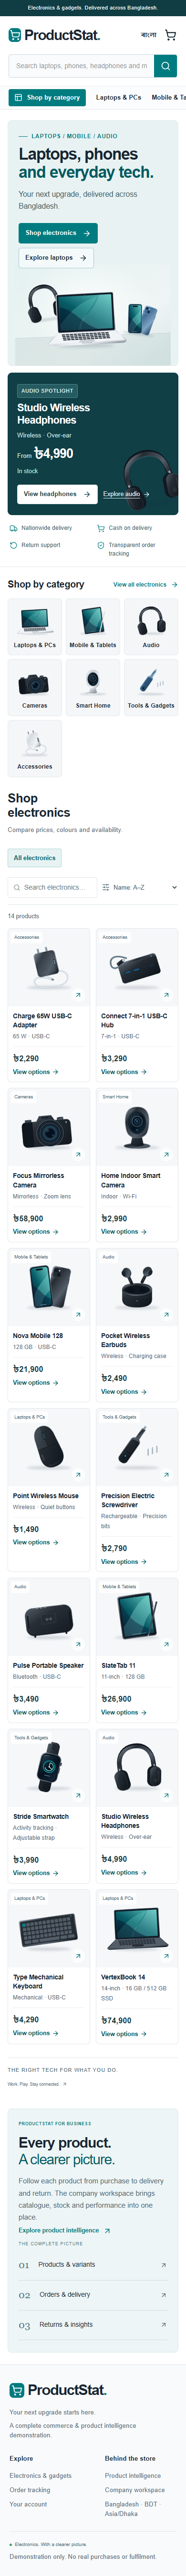 Electronics & gadgets. Delivered across Bangladesh.
ProductStat.
বাংলা
Search laptops, phones, headphones and m
Shop by category
Laptops & PCs
Mobile & Ta
LAPTOPS / MOBILE / AUDIO
Laptops, phones
and everyday tech.
Your next upgrade, delivered across
Bangladesh.
Shop electronics
Explore laptops
AUDIO SPOTLIGHT
Studio Wireless
Headphones
Wireless · Over-ear
From ৳4,990
In stock
View headphones
Explore audio
Nationwide delivery
Cash on delivery
Return support
Transparent order
tracking
Shop by category
View all electronics
Laptops & PCs
Mobile & Tablets
Audio
Cameras
Smart Home
Tools & Gadgets
Accessories
Shop
electronics
Compare prices, colours and availability.
All electronics
Search electronics...
Name: A–Z
14 products
Accessories
Charge 65W USB-C
Adapter
65 W · USB-C
৳2,290
View options
Accessories
Connect 7-in-1 USB-C
Hub
7-in-1 · USB-C
৳3,290
View options
Cameras
Focus Mirrorless
Camera
Mirrorless · Zoom lens
৳58,900
View options
Smart Home
Home Indoor Smart
Camera
Indoor · Wi-Fi
৳2,990
View options
Mobile & Tablets
Nova Mobile 128
128 GB · USB-C
৳21,900
View options
Audio
Pocket Wireless
Earbuds
Wireless · Charging case
৳2,490
View options
Laptops & PCs
Point Wireless Mouse
Wireless · Quiet buttons
৳1,490
View options
Tools & Gadgets
Precision Electric
Screwdriver
Rechargeable · Precision
bits
৳2,790
View options
Audio
Pulse Portable Speaker
Bluetooth · USB-C
৳3,490
View options
Mobile & Tablets
SlateTab 11
11-inch · 128 GB
৳26,900
View options
Tools & Gadgets
Stride Smartwatch
Activity tracking ·
Adjustable strap
৳3,990
View options
Audio
Studio Wireless
Headphones
Wireless · Over-ear
৳4,990
View options
Laptops & PCs
Type Mechanical
Keyboard
Mechanical · USB-C
৳4,290
View options
Laptops & PCs
VertexBook 14
14-inch · 16 GB / 512 GB
SSD
৳74,900
View options
THE RIGHT TECH FOR WHAT YOU DO.
Work. Play. Stay connected.
PRODUCTSTAT FOR BUSINESS
Every product.
A clearer picture.
Follow each product from purchase to delivery
and return. The company workspace brings
catalogue, stock and performance into one
place.
Explore product intelligence
THE COMPLETE PICTURE
01 Products & variants
02 Orders & delivery
03 Returns & insights
ProductStat.
Your next upgrade starts here.
A complete commerce & product intelligence
demonstration.
Explore
Electronics & gadgets
Order tracking
Your account
Behind the store
Product intelligence
Company workspace
Bangladesh · BDT ·
Asia/Dhaka
Electronics. With a clearer picture.
Demonstration only. No real purchases or fulfilment.